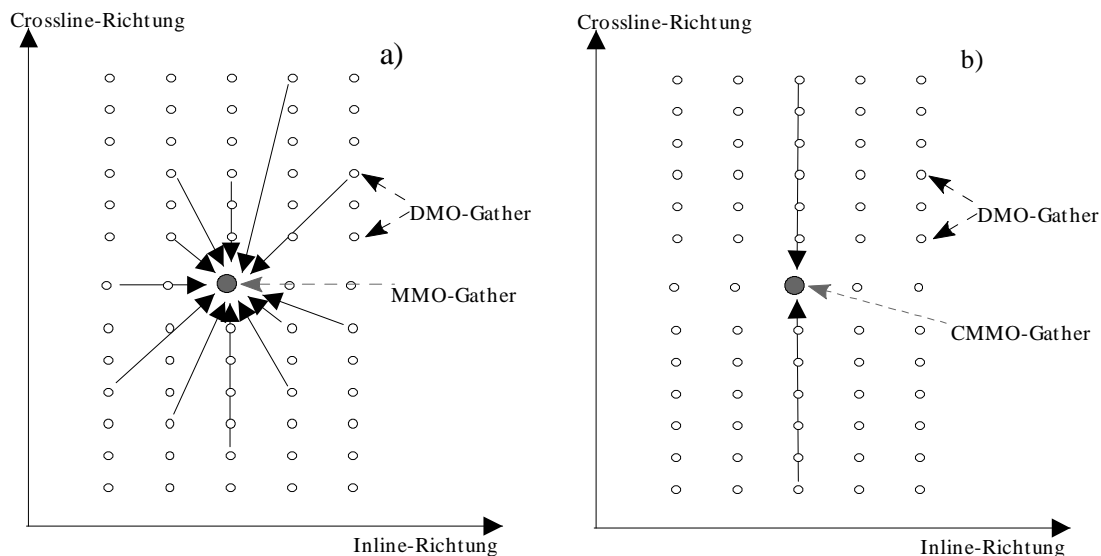 Crossline-Richtung
a)
DMO-Gather
MMO-Gather
Inline-Richtung
Crossline-Richtung
b)
DMO-Gather
CMMO-Gather
Inline-Richtung